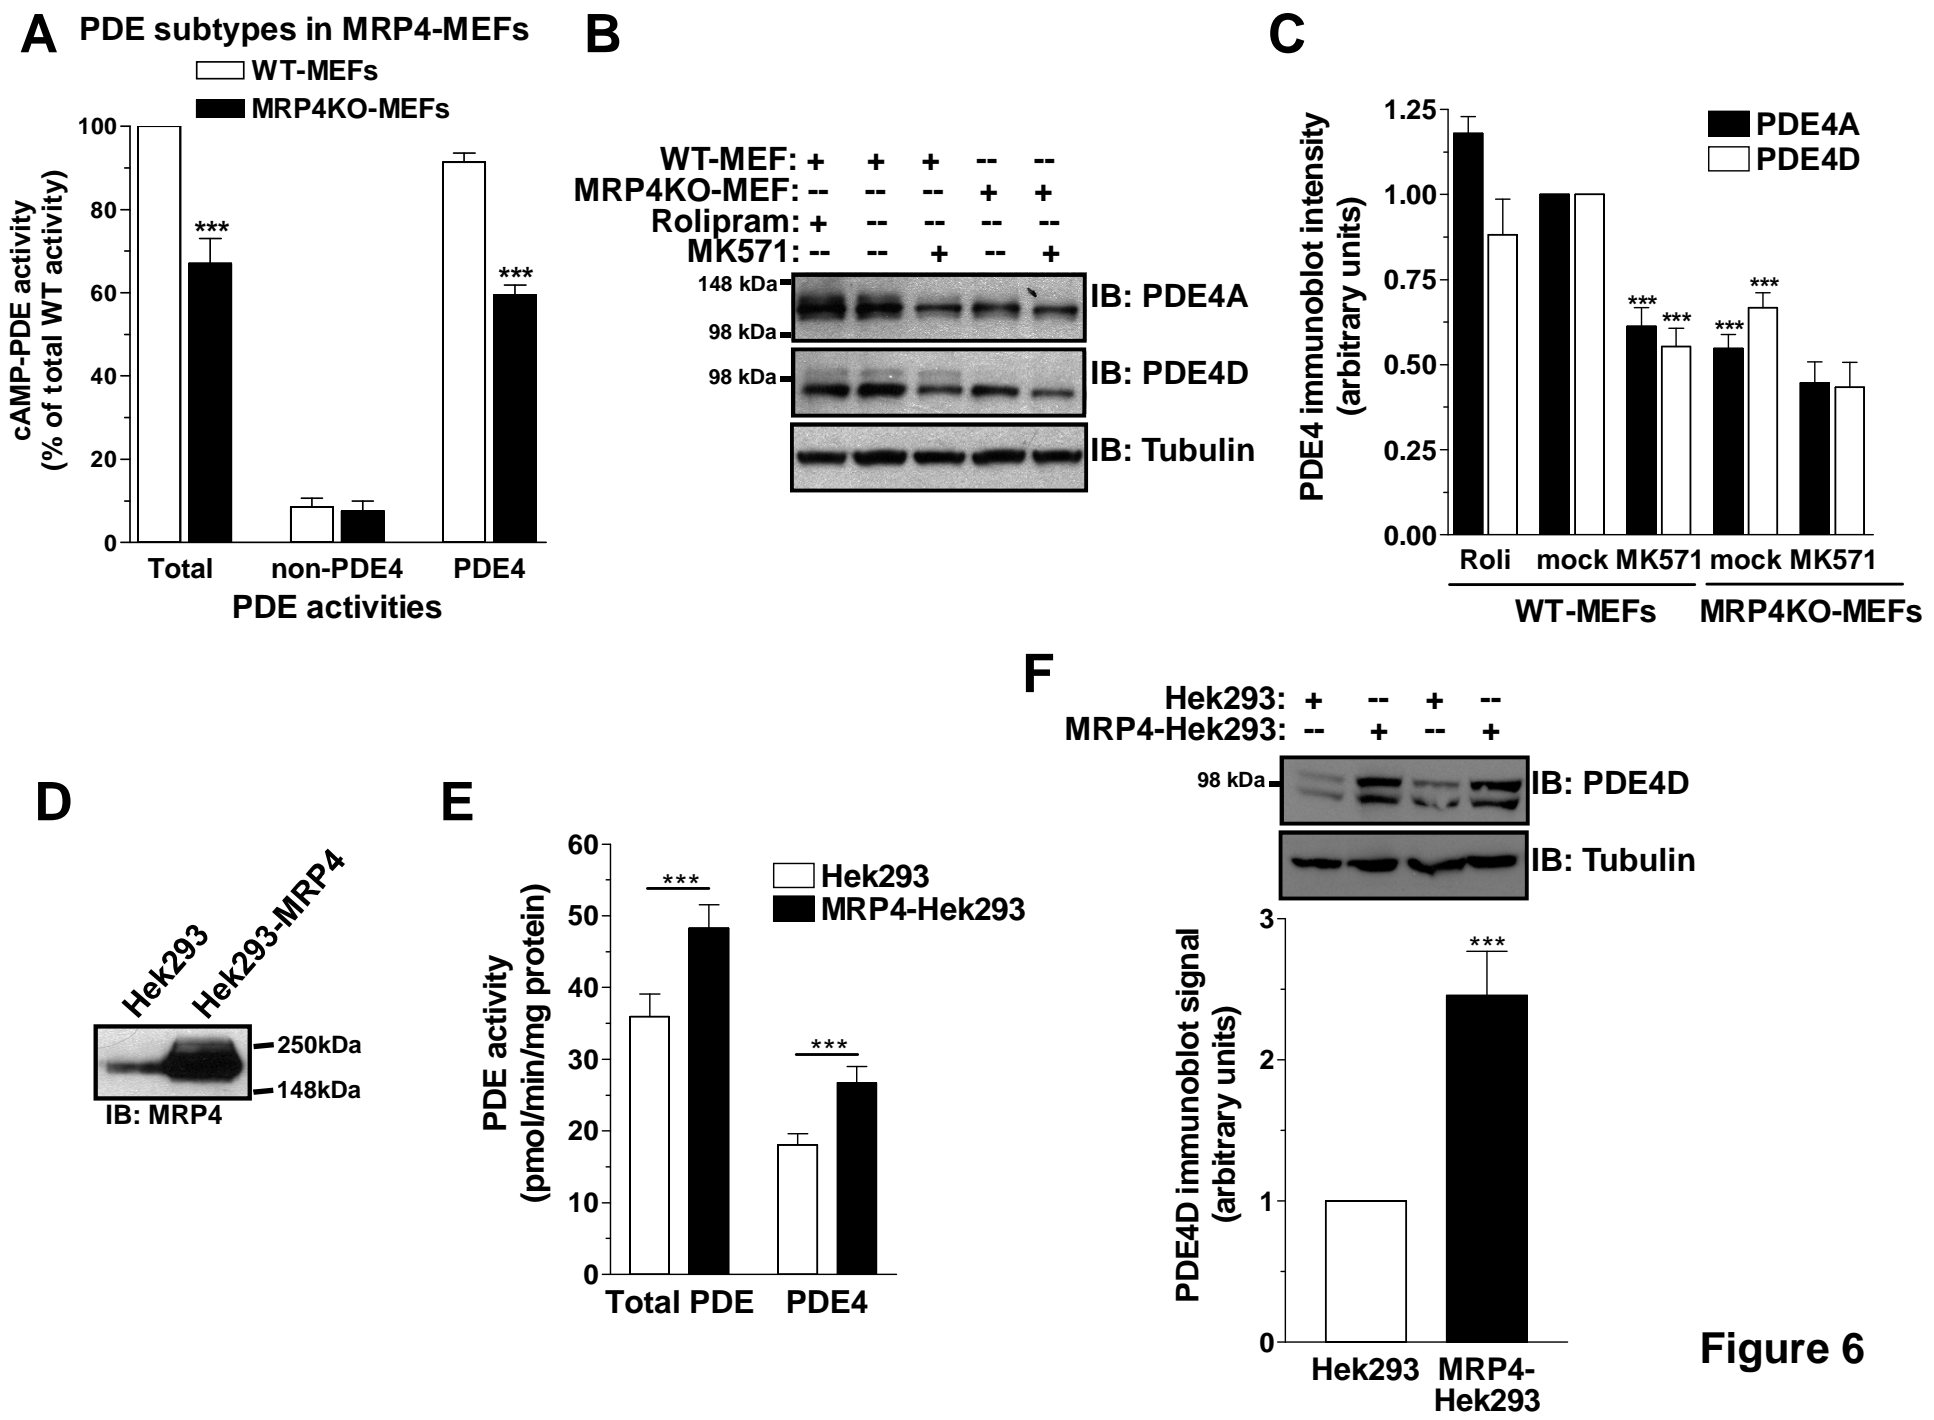 A
PDE subtypes in MRP4-MEFs
WT-MEFs
MRP4KO-MEFs
cAMP-PDE activity
(% of total WT activity)
100
80
60
40
20
0
***
***
Total
non-PDE4
PDE4
PDE activities
B
WT-MEF: + + + -- --
MRP4KO-MEF: -- -- -- + +
Rolipram: + -- -- -- --
MK571: -- -- + -- +
148 kDa
98 kDa
IB: PDE4A
98 kDa
IB: PDE4D
IB: Tubulin
C
PDE4A
PDE4D
PDE4 immunoblot intensity
(arbitrary units)
1.25
1.00
0.75
0.50
0.25
0.00
***
***
***
***
Roli mock MK571 mock MK571
WT-MEFs
MRP4KO-MEFs
D
Hek293
Hek293-MRP4
250kDa
148kDa
IB: MRP4
E
Hek293
MRP4-Hek293
PDE activity
(pmol/min/mg protein)
60
50
40
30
20
10
0
***
***
Total PDE
PDE4
F
Hek293: + -- + --
MRP4-Hek293: -- + -- +
98 kDa
IB: PDE4D
IB: Tubulin
PDE4D immunoblot signal
(arbitrary units)
3
2
1
0
***
Hek293
MRP4-
Hek293
Figure 6